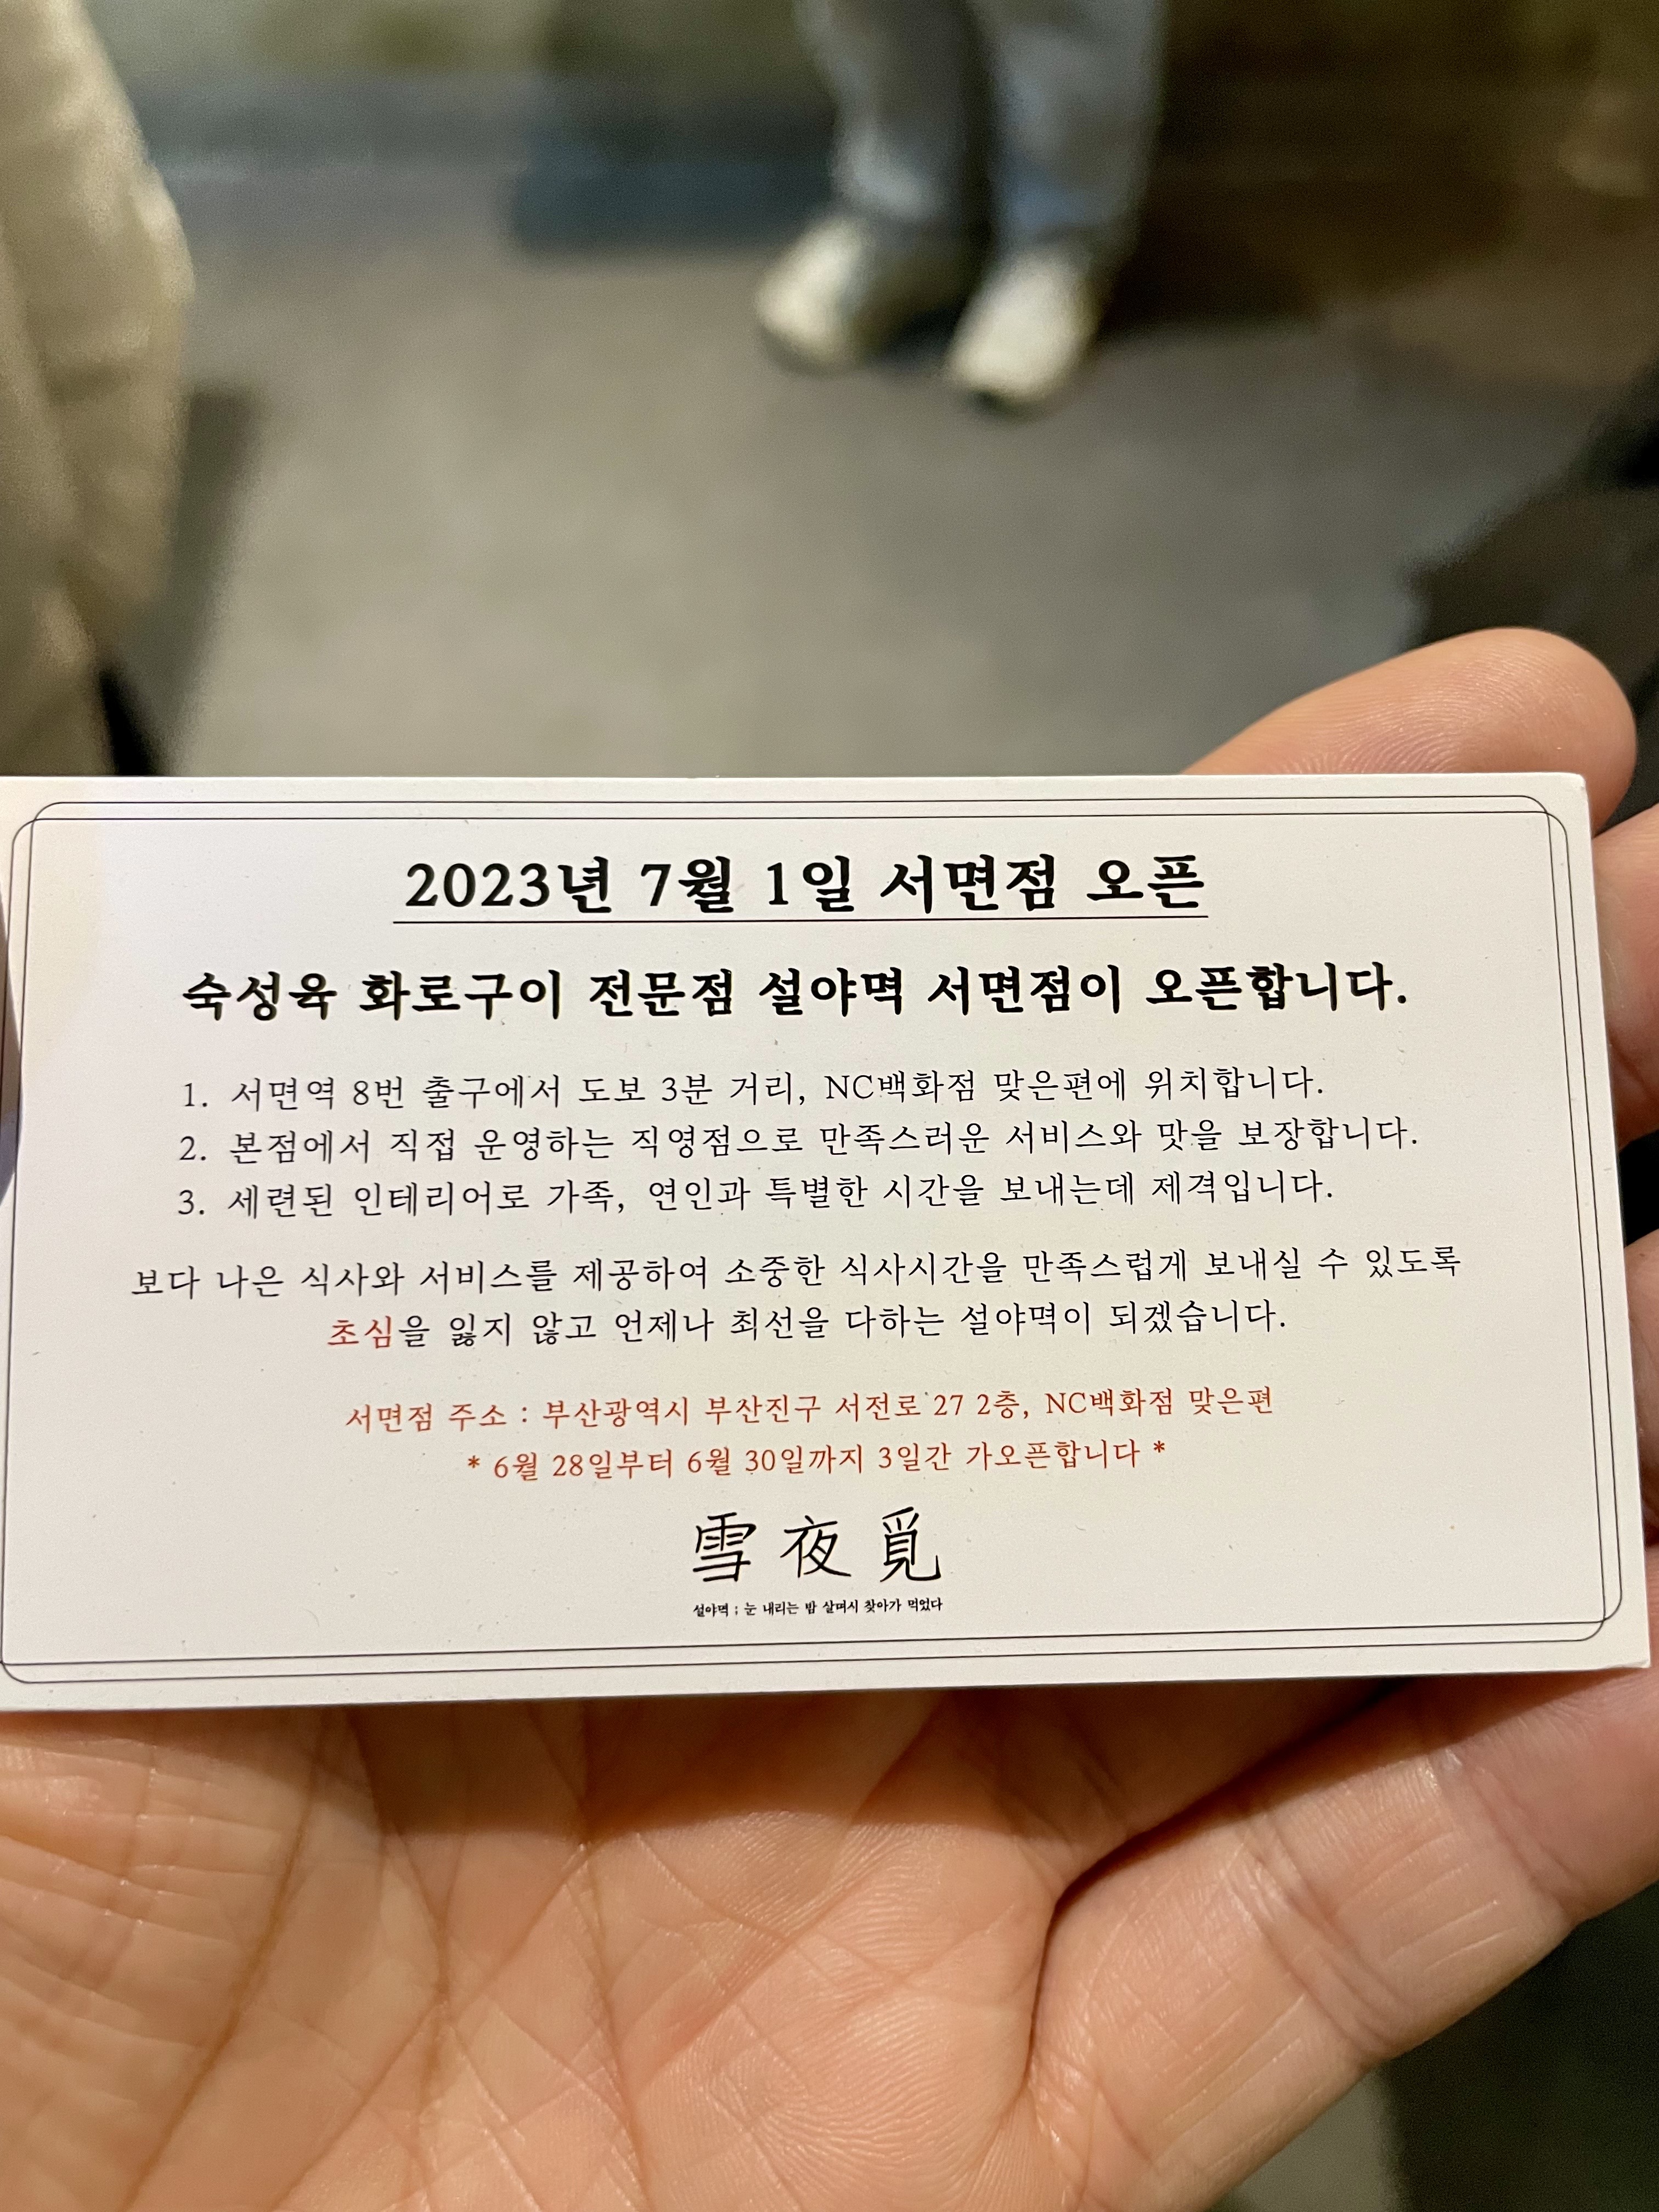 2023년 7월 1일 서면점 오픈
숙성육 화로구이 전문점 설야멱 서면점이 오픈합니다.
1. 서면역 8번 출구에서 도보 3분 거리, NC백화점 맞은편에 위치합니다.
2. 본점에서 직접 운영하는 직영점으로 만족스러운 서비스와 맛을 보장합니다.
3. 세련된 인테리어로 가족, 연인과 특별한 시간을 보내는데 제격입니다.
보다 나은 식사와 서비스를 제공하여 소중한 식사시간을 만족스럽게 보내실 수 있도록
초심을 잃지 않고 언제나 최선을 다하는 설야멱이 되겠습니다.
서면점 주소 : 부산광역시 부산진구 서전로 27 2층, NC백화점 맞은편
* 6월 28일부터 6월 30일까지 3일간 가오픈합니다 *
雪夜覓
설야멱 ; 눈 내리는 밤 살며시 찾아가 먹었다